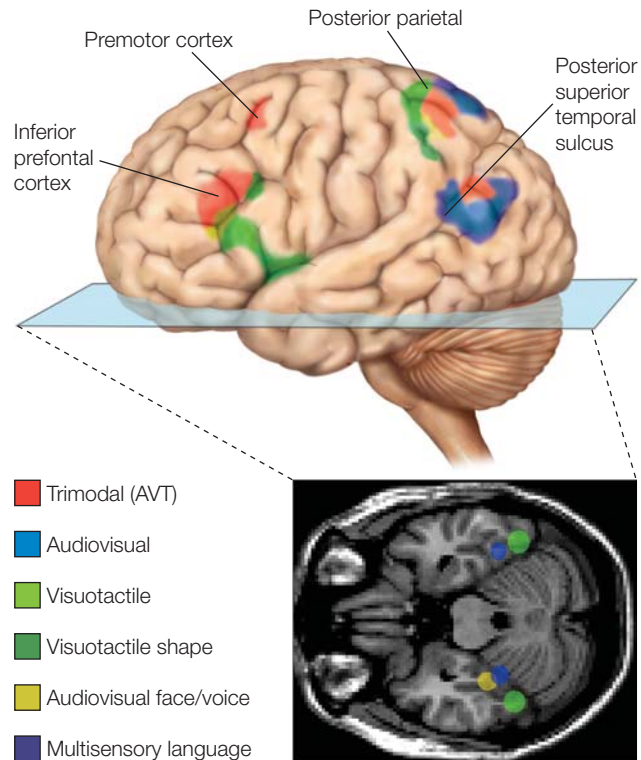 Posterior parietal
Premotor cortex
Posterior
superior
temporal
sulcus
Inferior
prefontal
cortex
Trimodal (AVT)
Audiovisual
Visuotactile
Visuotactile shape
Audiovisual face/voice
Multisensory language